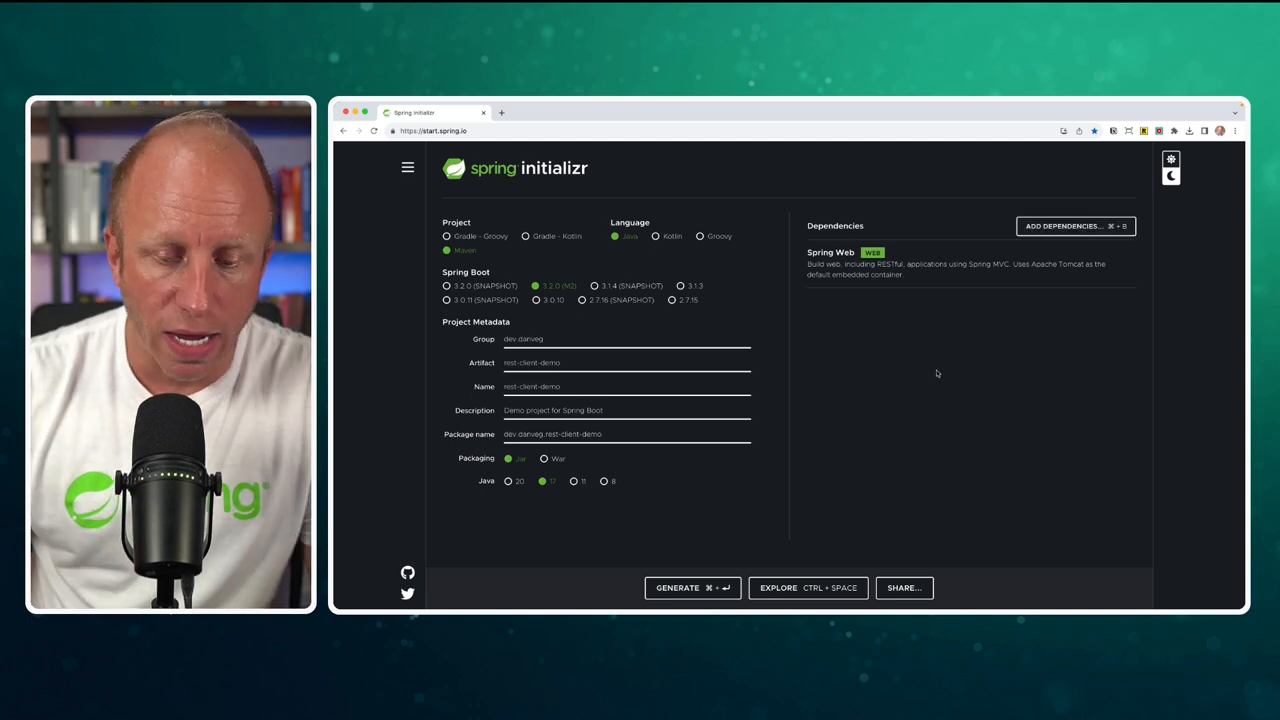 Spring Initializr
https://start.spring.io
spring initializr
Project
Gradle - Groovy
Gradle - Kotlin
Maven
Language
Java
Kotlin
Groovy
Spring Boot
3.2.0 (SNAPSHOT)
3.2.0 (M2)
3.1.4 (SNAPSHOT)
3.1.3
3.0.11 (SNAPSHOT)
3.0.10
2.7.16 (SNAPSHOT)
2.7.15
Project Metadata
Group dev.danveg
Artifact rest-client-demo
Name rest-client-demo
Description Demo project for Spring Boot
Package name dev.danveg.rest-client-demo
Packaging Jar War
Java 20 17 11 8
Dependencies
ADD DEPENDENCIES... ⌘ + B
Spring Web WEB
Build web, including RESTful, applications using Spring MVC. Uses Apache Tomcat as the
default embedded container.
GENERATE ⌘ + ⏎
EXPLORE CTRL + SPACE
SHARE...